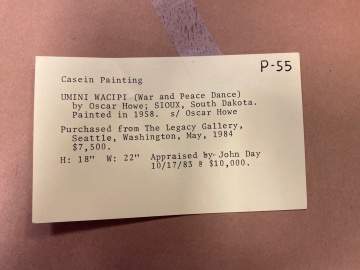 P-55
Casein Painting
UMINI WACIPI (War and Peace Dance)
by Oscar Howe; SIOUX, South Dakota.
Painted in 1958. s/ Oscar Howe
Purchased from The Legacy Gallery,
Seattle, Washington, May, 1984
$7,500.
H: 18" W: 22" Appraised by John Day
10/17/83 @ $10,000.